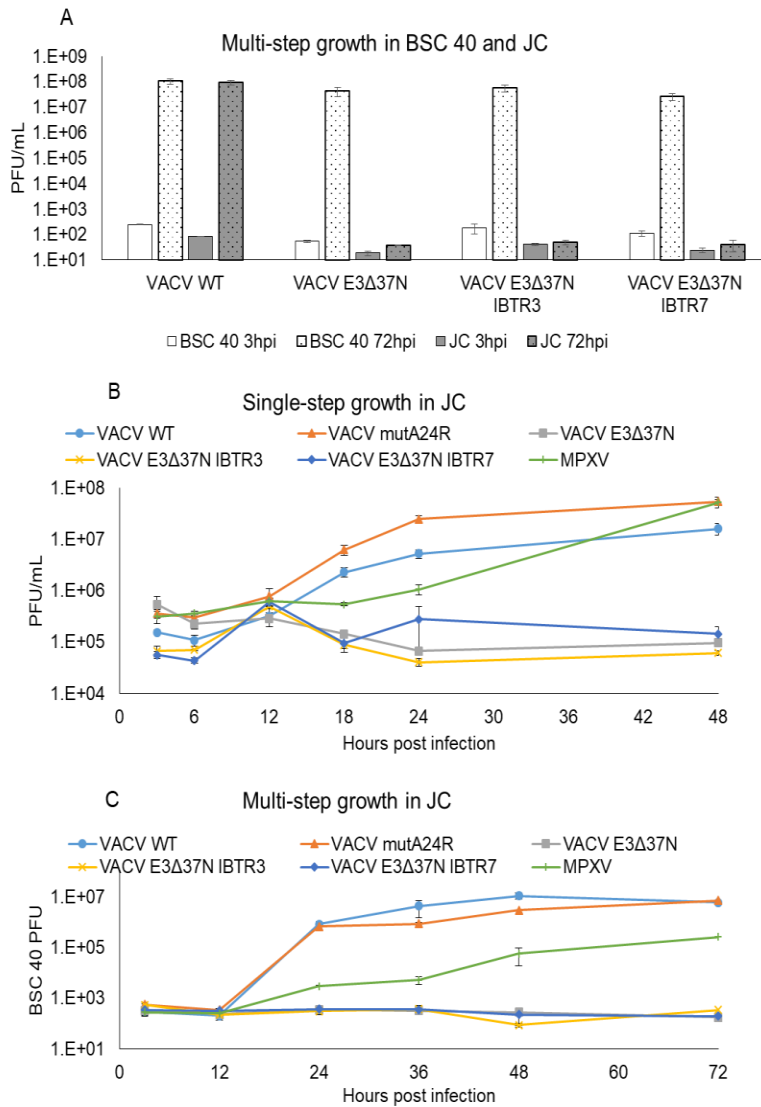 A
Multi-step growth in BSC 40 and JC
1.E+09
1.E+08
1.E+07
1.E+06
1.E+05
1.E+04
1.E+03
1.E+02
1.E+01
PFU/mL
VACV WT VACV E3Δ37N VACV E3Δ37N VACV E3Δ37N
IBTR3 IBTR7
BSC 40 3hpi BSC 40 72hpi JC 3hpi JC 72hpi
B
Single-step growth in JC
VACV WT VACV mutA24R VACV E3Δ37N
VACV E3Δ37N IBTR3 VACV E3Δ37N IBTR7 MPXV
1.E+08
1.E+07
1.E+06
1.E+05
1.E+04
PFU/mL
0 6 12 18 24 30 36 42 48
Hours post infection
C
Multi-step growth in JC
VACV WT VACV mutA24R VACV E3Δ37N
VACV E3Δ37N IBTR3 VACV E3Δ37N IBTR7 MPXV
1.E+07
1.E+05
1.E+03
1.E+01
BSC 40 PFU
0 12 24 36 48 60 72
Hours post infection